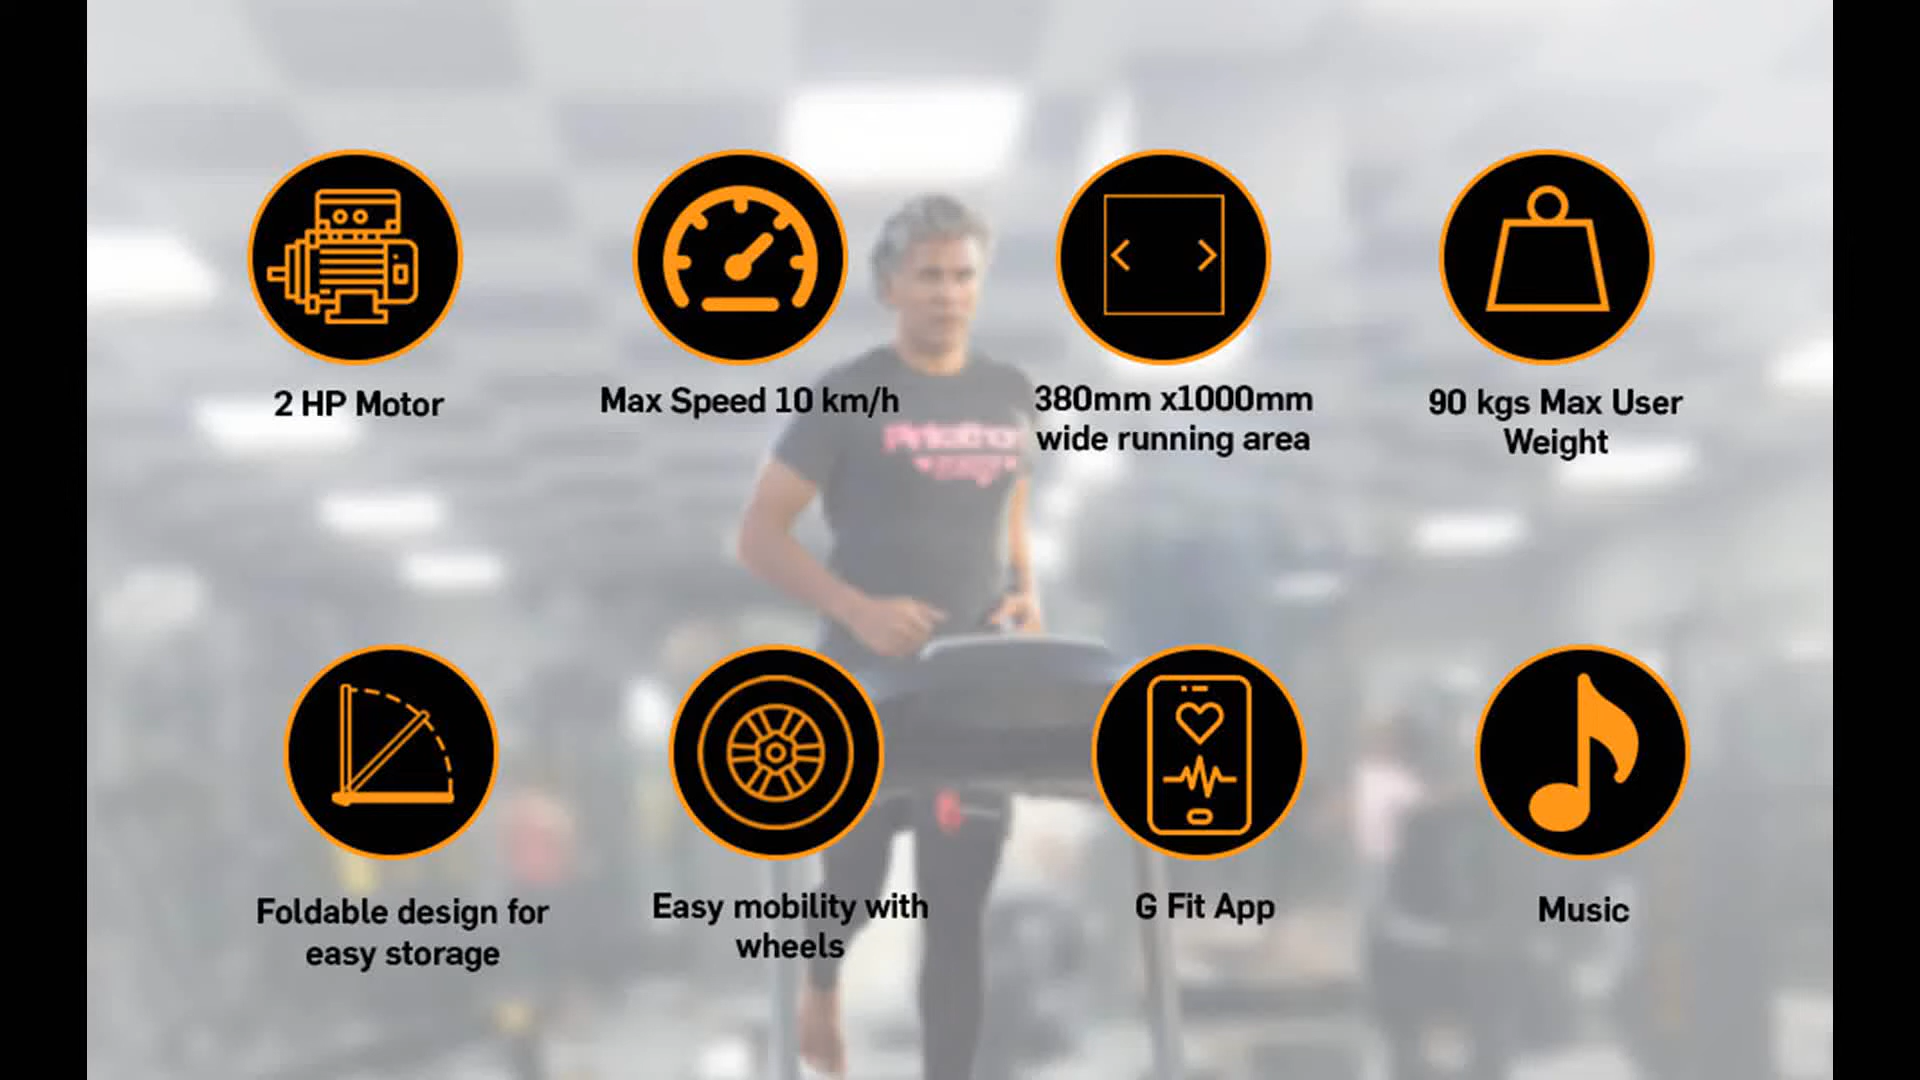 2 HP Motor
Max Speed 10 km/h
380mm x1000mm
wide running area
90 kgs Max User
Weight
Foldable design for
easy storage
Easy mobility with
wheels
G Fit App
Music